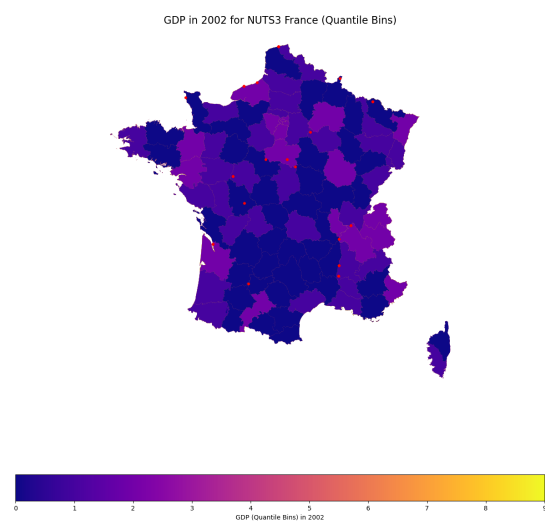 GDP in 2002 for NUTS3 France (Quantile Bins)
0 1 2 3 4 5 6 7 8 9
GDP (Quantile Bins) in 2002